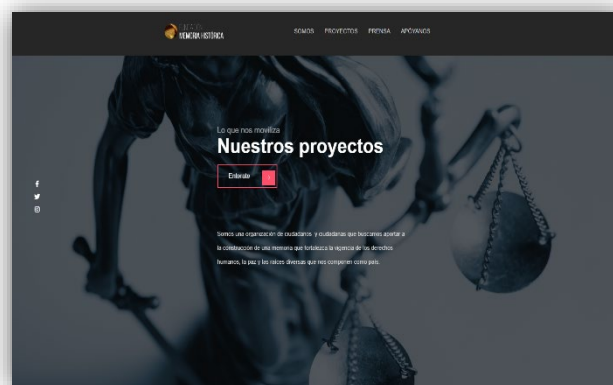 MEMORIA HISTÓRICA
SOMOS PROYECTOS PRENSA APÓYANOS
Lo que nos moviliza
Nuestros proyectos
Entérate
Somos una organización de ciudadanos y ciudadanas que buscamos aportar a
la construcción de una memoria que fortalezca la vigencia de los derechos
humanos, la paz y las raíces diversas que nos componen como país.